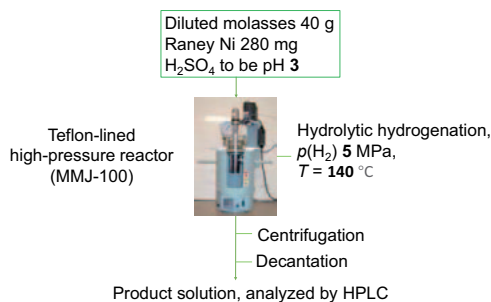 Diluted molasses 40 g
Raney Ni 280 mg
H₂SO₄ to be pH 3
Teflon-lined
high-pressure reactor
(MMJ-100)
Hydrolytic hydrogenation,
p(H₂) 5 MPa,
T = 140 °C
Centrifugation
Decantation
Product solution, analyzed by HPLC